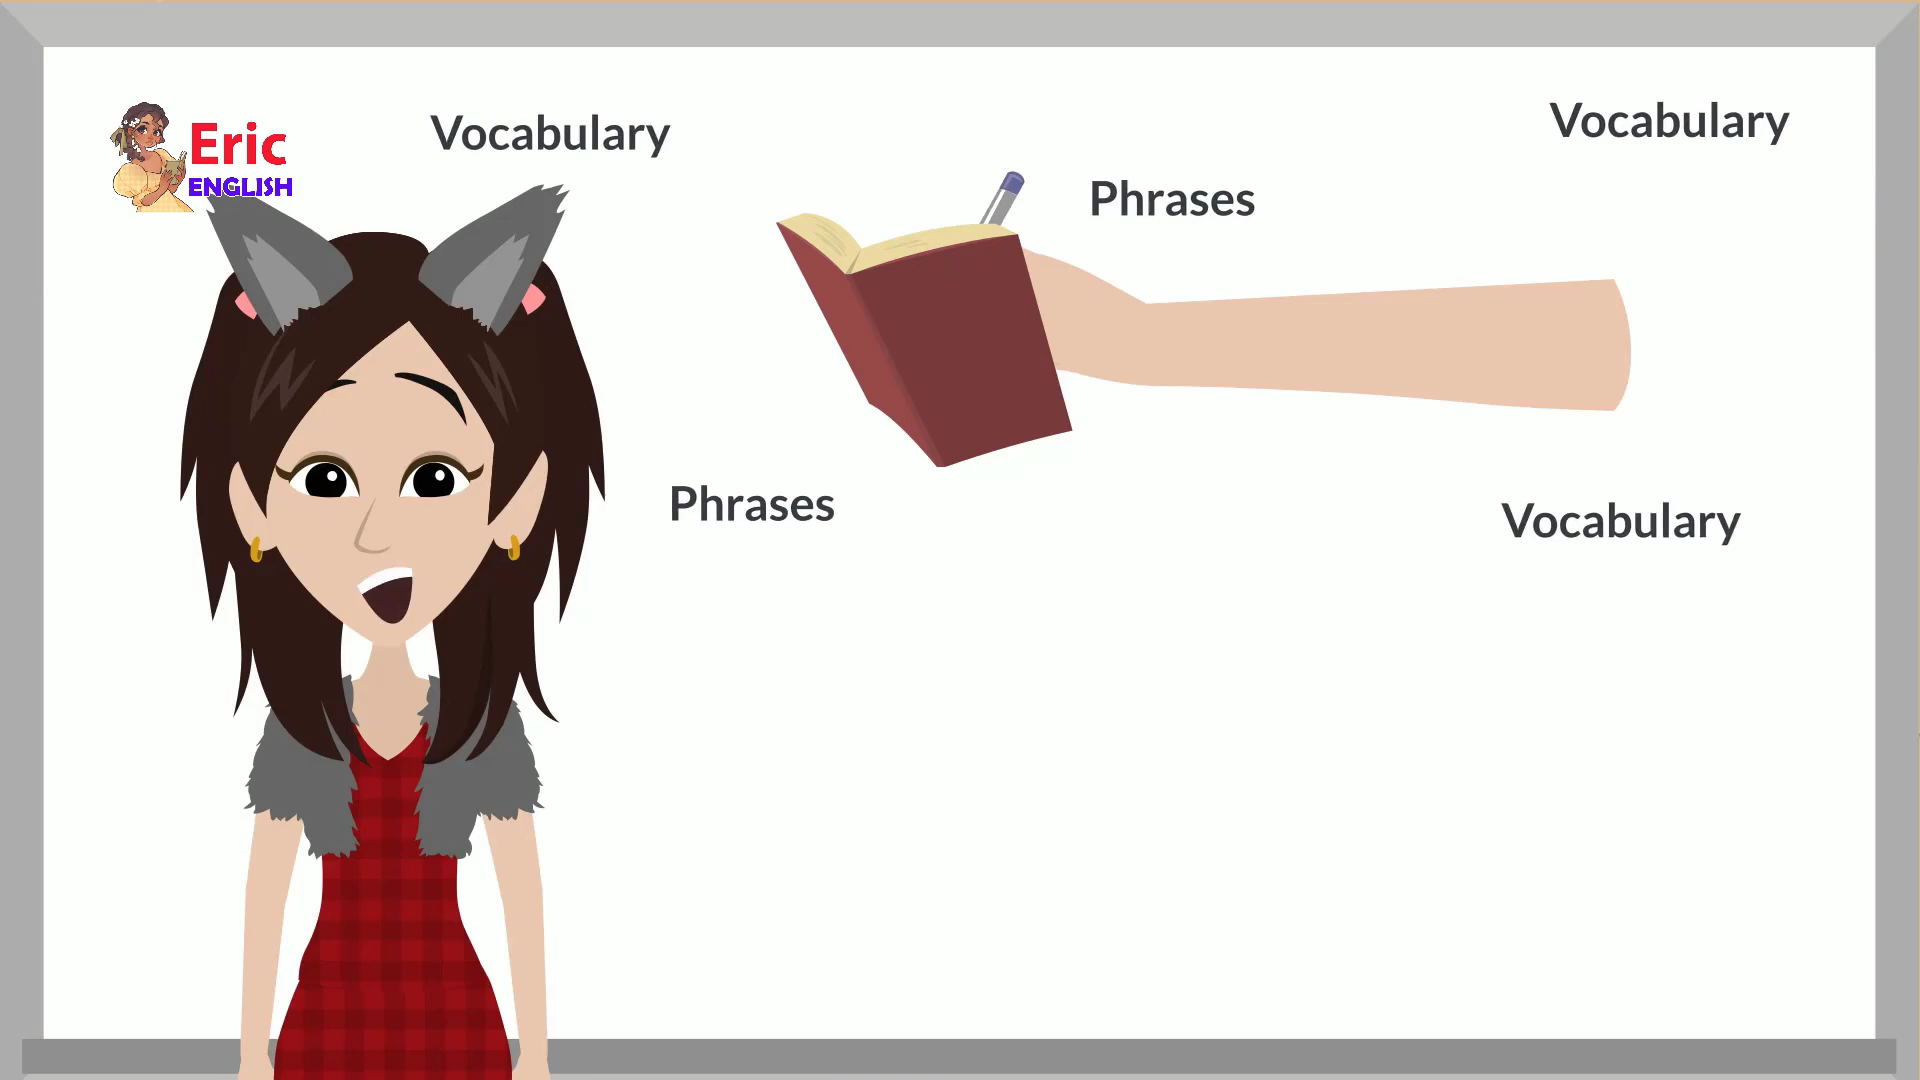 Eric
ENGLISH
Vocabulary
Vocabulary
Phrases
Phrases
Vocabulary